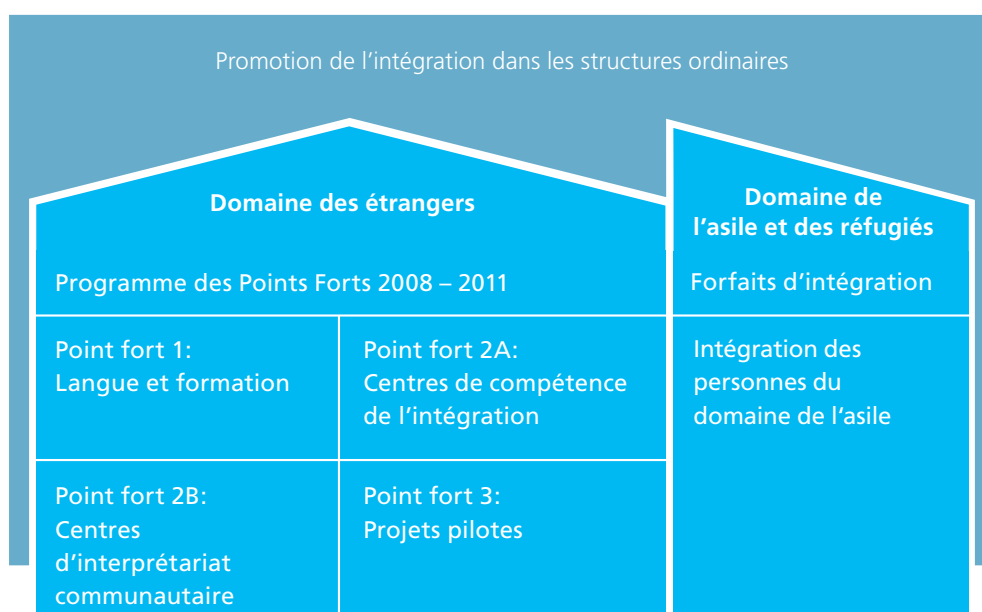 Promotion de l'intégration dans les structures ordinaires
Domaine des étrangers
Programme des Points Forts 2008 – 2011
Point fort 1:
Langue et formation
Point fort 2A:
Centres de compétence
de l'intégration
Point fort 2B:
Centres
d'interprétariat
communautaire
Point fort 3:
Projets pilotes
Domaine de
l'asile et des réfugiés
Forfaits d'intégration
Intégration des
personnes du
domaine de l'asile